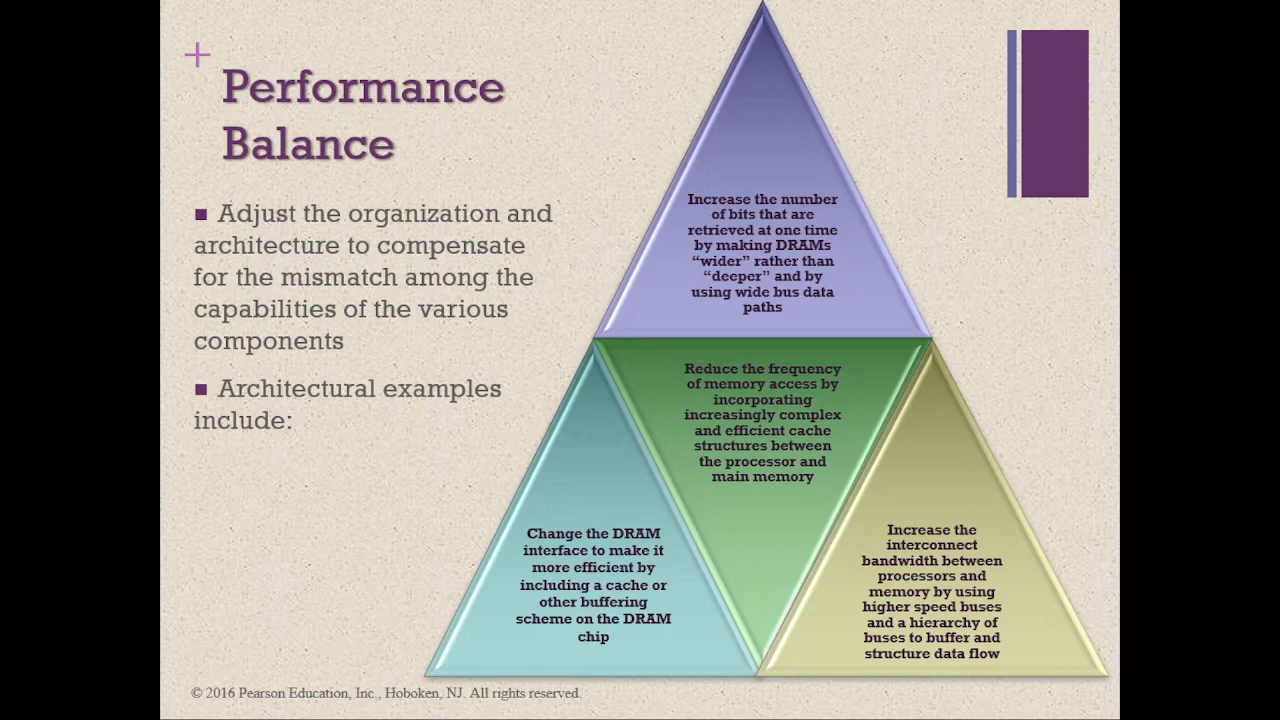 +
Performance
Balance
■ Adjust the organization and
architecture to compensate
for the mismatch among the
capabilities of the various
components
■ Architectural examples
include:
Increase the number
of bits that are
retrieved at one time
by making DRAMs
“wider” rather than
“deeper” and by
using wide bus data
paths
Change the DRAM
interface to make it
more efficient by
including a cache or
other buffering
scheme on the DRAM
chip
Reduce the frequency
of memory access by
incorporating
increasingly complex
and efficient cache
structures between
the processor and
main memory
Increase the
interconnect
bandwidth between
processors and
memory by using
higher speed buses
and a hierarchy of
buses to buffer and
structure data flow
© 2016 Pearson Education, Inc., Hoboken, NJ. All rights reserved.